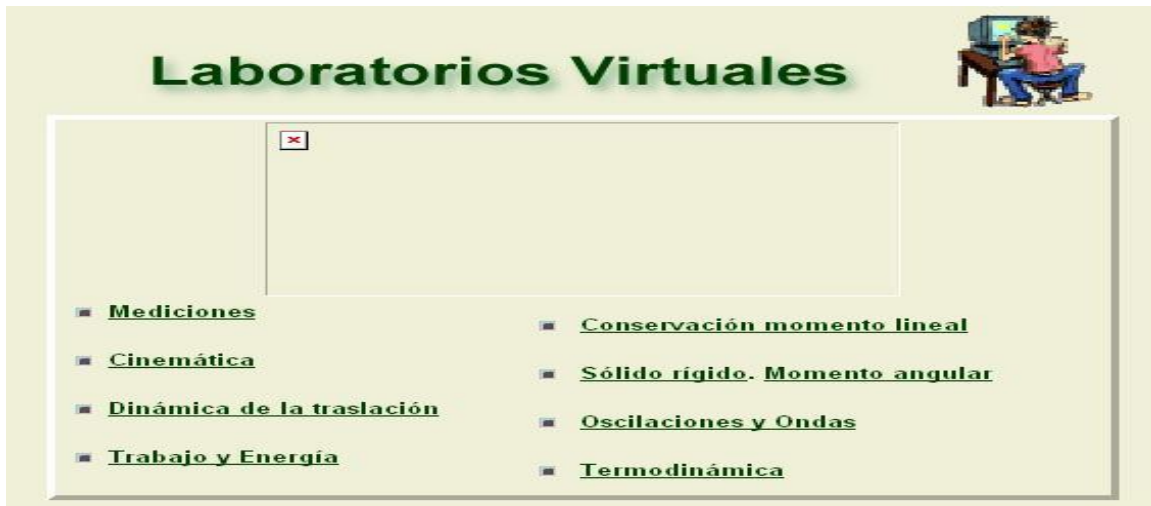 Laboratorios Virtuales
Mediciones
Cinemática
Dinámica de la traslación
Trabajo y Energía
Conservación momento lineal
Sólido rígido. Momento angular
Oscilaciones y Ondas
Termodinámica